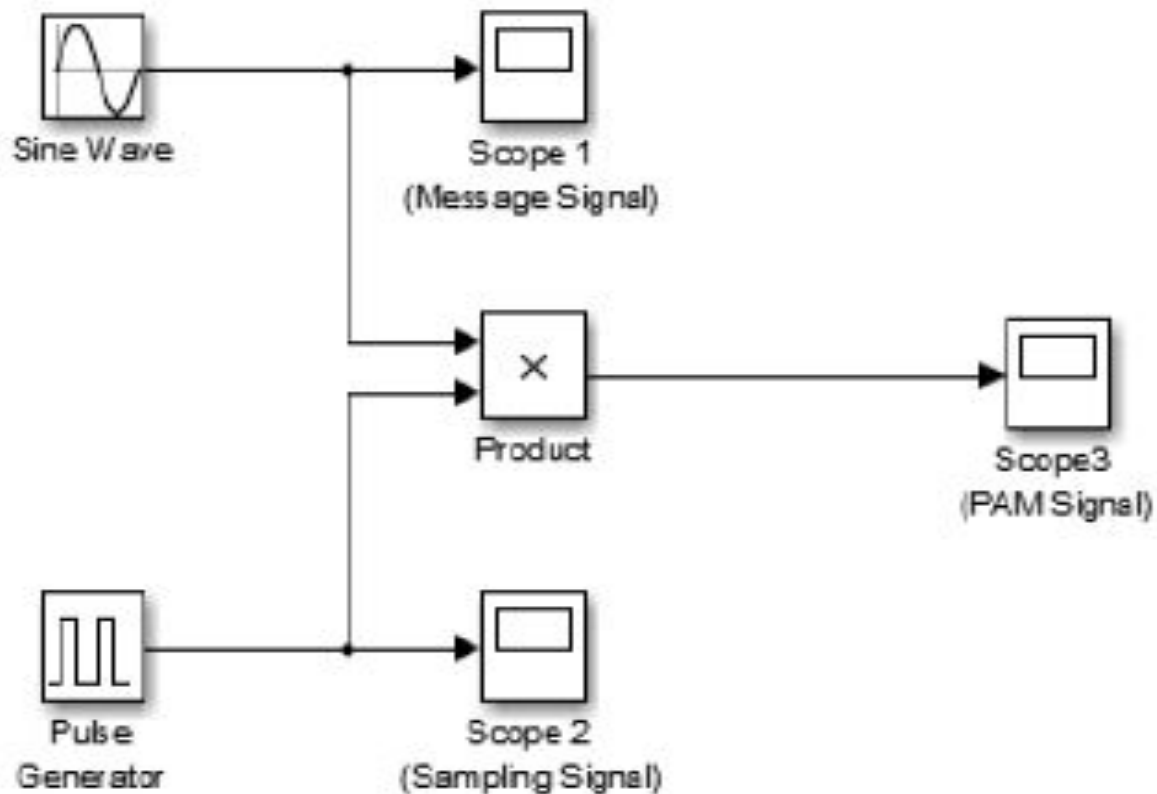 Sine Wave
Scope 1
(Message Signal)
×
Product
Scope3
(PAM Signal)
Pulse
Generator
Scope 2
(Sampling Signal)